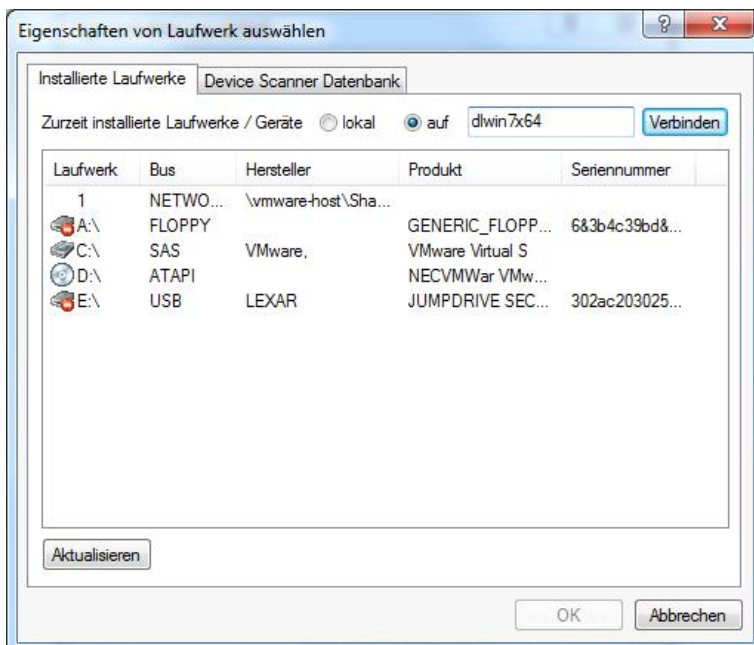 Eigenschaften von Laufwerk auswählen
Installierte Laufwerke Device Scanner Datenbank
Zurzeit installierte Laufwerke / Geräte lokal auf dlwin7x64 Verbinden
Laufwerk Bus Hersteller Produkt Seriennummer
1 NETWO... \vmware-host\Sha...
A:\ FLOPPY GENERIC_FLOPP... 6&3b4c39bd&...
C:\ SAS VMware, VMware Virtual S
D:\ ATAPI NECVMWar VMw...
E:\ USB LEXAR JUMPDRIVE SEC... 302ac203025...
Aktualisieren
OK Abbrechen